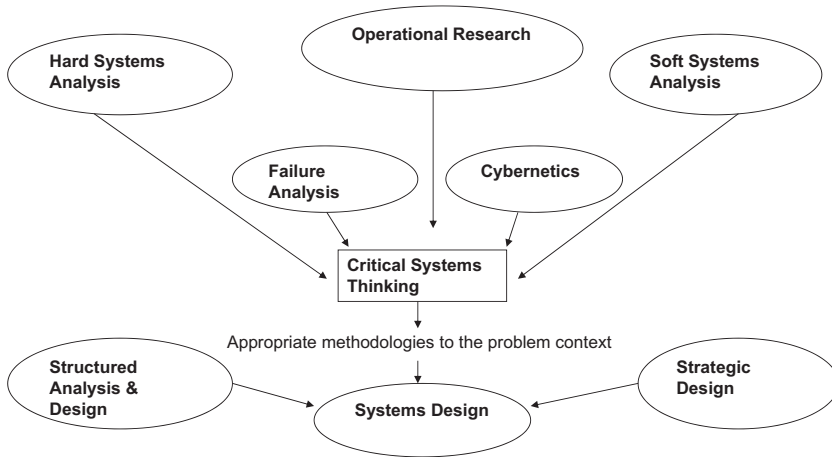 Operational Research
Hard Systems
Analysis
Soft Systems
Analysis
Failure
Analysis
Cybernetics
Critical Systems
Thinking
Appropriate methodologies to the problem context
Structured
Analysis &
Design
Strategic
Design
Systems Design